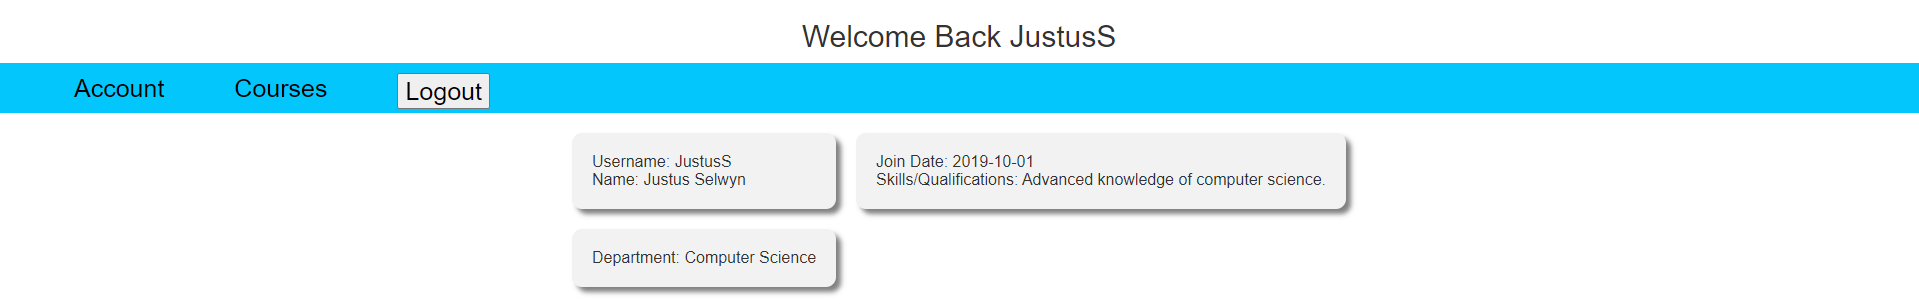 Welcome Back JustusS
Account Courses Logout
Username: JustusS
Name: Justus Selwyn
Join Date: 2019-10-01
Skills/Qualifications: Advanced knowledge of computer science.
Department: Computer Science